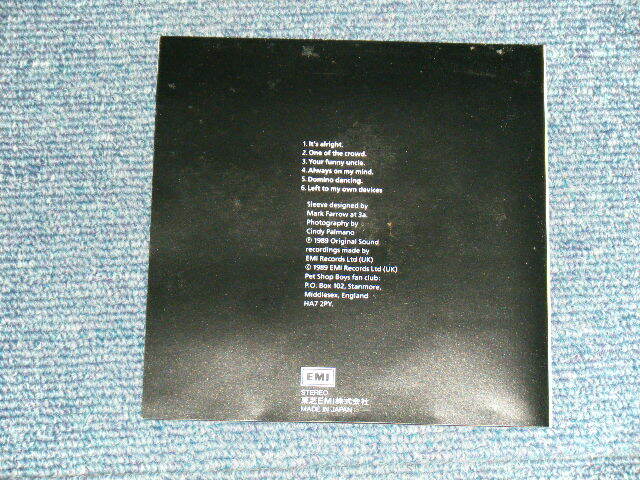 1. It's alright.
2. One of the crowd.
3. Your funny uncle.
4. Always on my mind.
5. Domino dancing.
6. Left to my own devices
Sleeve designed by
Mark Farrow at 3a.
Photography by
Cindy Palmano
℗ 1989 Original Sound
recordings made by
EMI Records Ltd (UK)
© 1989 EMI Records Ltd (UK)
Pet Shop Boys fan club:
P.O. Box 102, Stanmore,
Middlesex, England
HA7 2PY.
EMI
STEREO
東芝EMI株式会社
MADE IN JAPAN